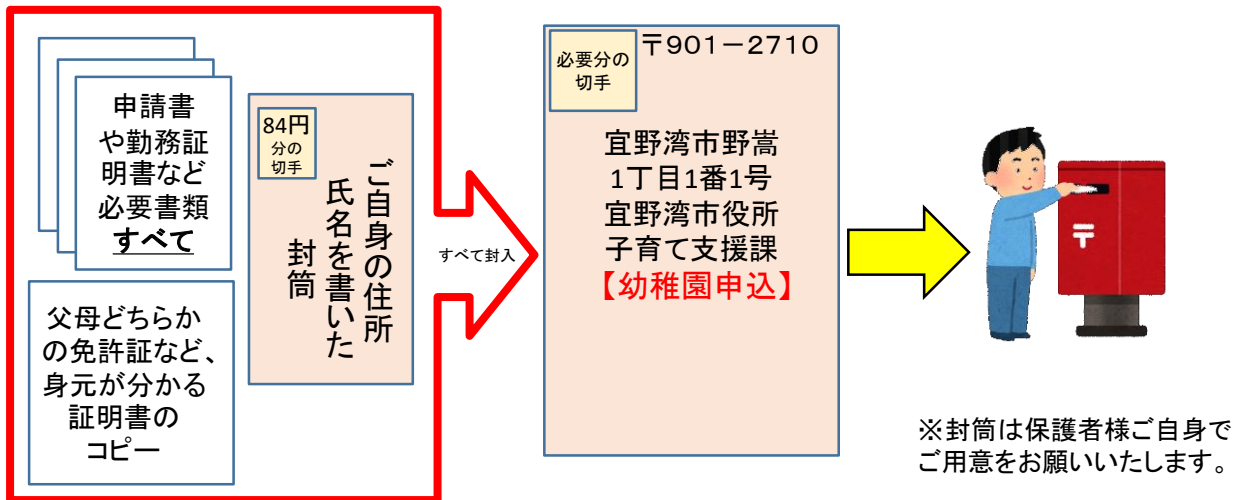 申請書
や勤務証
明書など
必要書類
すべて
父母どちらか
の免許証など、
身元が分かる
証明書の
コピー
84円
分の
切手
ご自身の住所
氏名を書いた
封筒
すべて封入
必要分の
切手
〒901－2710
宜野湾市野嵩
1丁目1番1号
宜野湾市役所
子育て支援課
【幼稚園申込】
〒
※封筒は保護者様ご自身で
ご用意をお願いいたします。